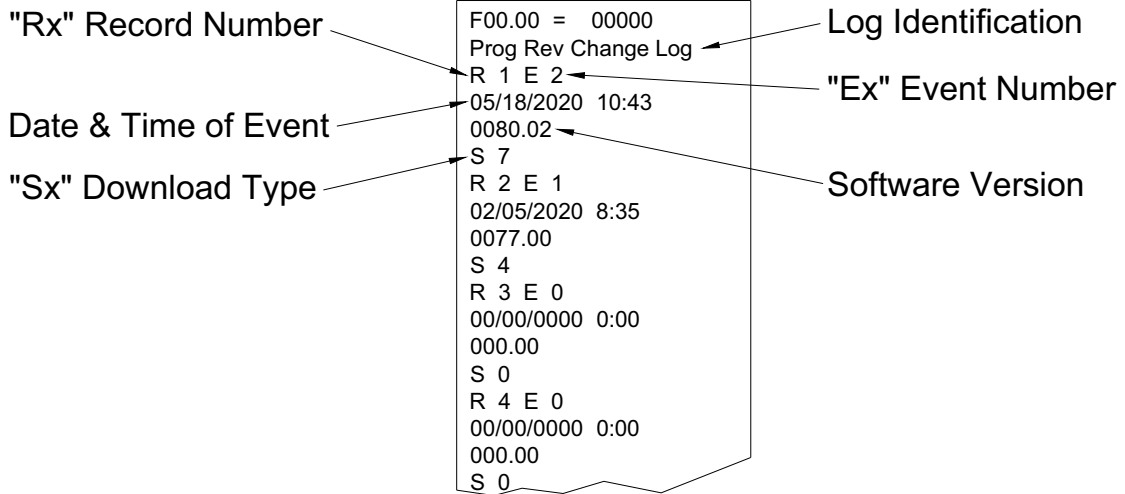 "Rx" Record Number
Date & Time of Event
"Sx" Download Type
F00.00 =   00000
Prog Rev Change Log
R 1 E 2
05/18/2020 10:43
0080.02
S 7
R 2 E 1
02/05/2020 8:35
0077.00
S 4
R 3 E 0
00/00/0000 0:00
000.00
S 0
R 4 E 0
00/00/0000 0:00
000.00
S 0
Log Identification
"Ex" Event Number
Software Version